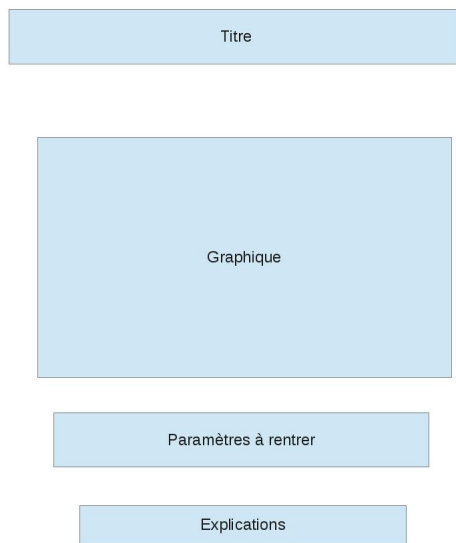 Titre
Graphique
Paramètres à rentrer
Explications